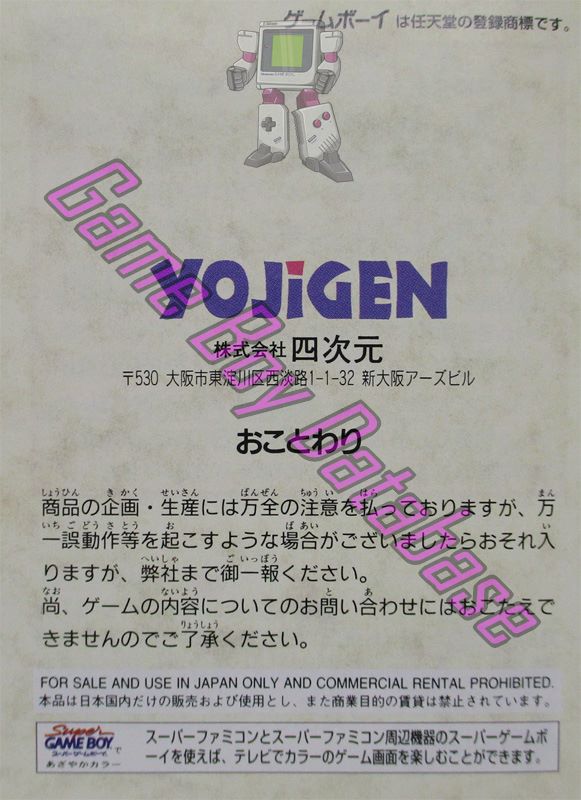 ゲームボーイ は任天堂の登録商標です。
Game Boy Database
YOJiGEN
株式会社 四次元
〒530 大阪市東淀川区西淡路1-1-32 新大阪アーズビル
おことわり
商品の企画・生産には万全の注意を払っておりますが、万
一誤動作等を起こすような場合がございましたらおそれ入
りますが、弊社まで御一報ください。
尚、ゲームの内容についてのお問い合わせにはおこたえで
きませんのでご了承ください。
FOR SALE AND USE IN JAPAN ONLY AND COMMERCIAL RENTAL PROHIBITED.
本品は日本国内だけの販売および使用とし、また商業目的の賃貸は禁止されています。
Super
GAME BOY で
スーパーゲームボーイ
あざやかカラー
スーパーファミコンとスーパーファミコン周辺機器のスーパーゲームボ
ーイを使えば、テレビでカラーのゲーム画面を楽しむことができます。